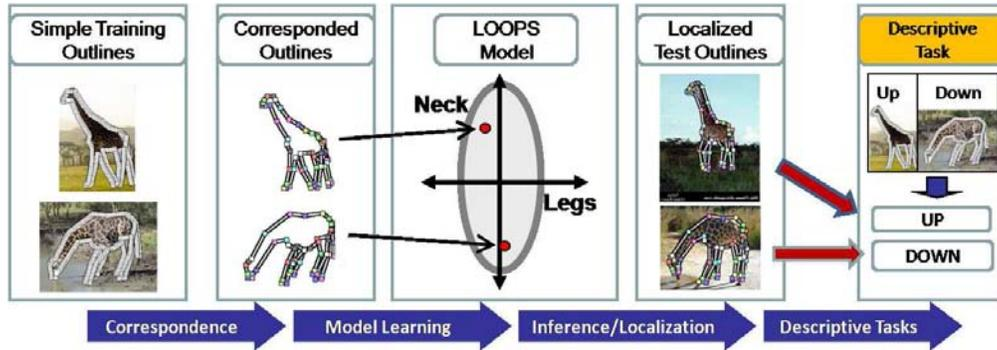 Simple Training
Outlines
Corresponded
Outlines
LOOPS
Model
Neck
Legs
Localized
Test Outlines
Descriptive
Task
Up
Down
UP
DOWN
Correspondence
Model Learning
Inference/Localization
Descriptive Tasks